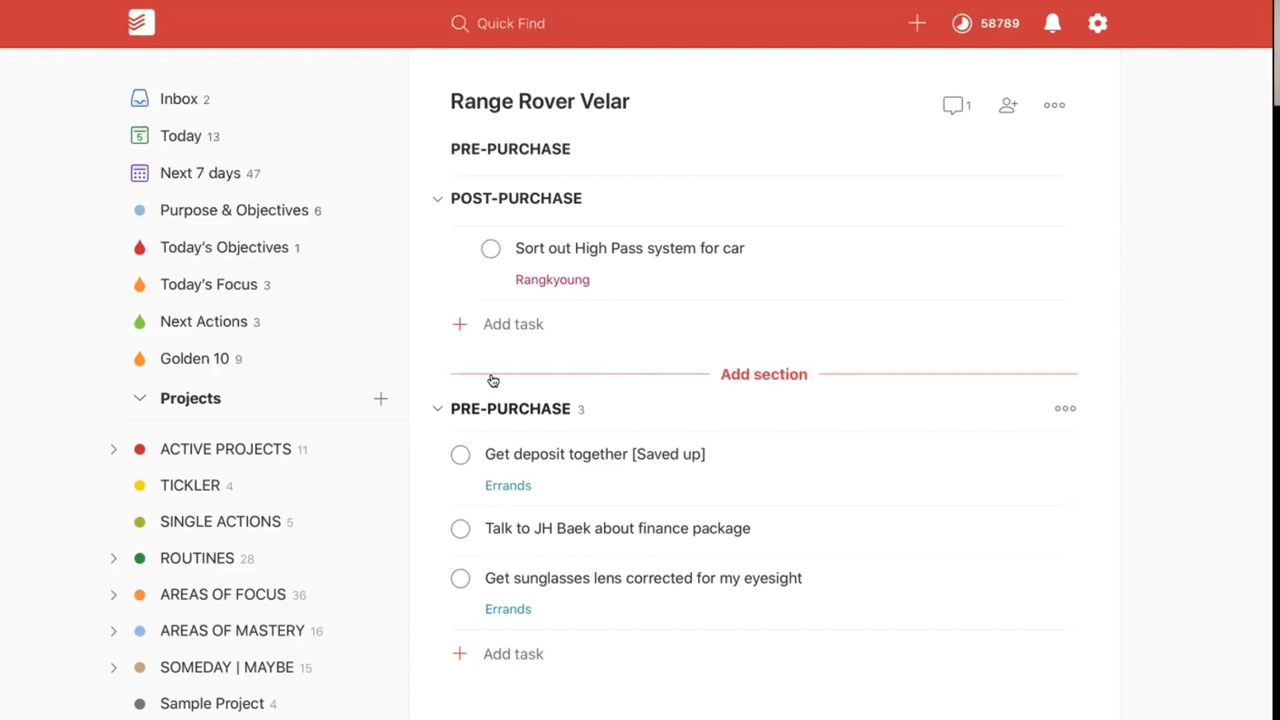 Quick Find
58789
Inbox 2
5 Today 13
Next 7 days 47
Purpose & Objectives 6
Today's Objectives 1
Today's Focus 3
Next Actions 3
Golden 10 9
Projects
ACTIVE PROJECTS 11
TICKLER 4
SINGLE ACTIONS 5
ROUTINES 28
AREAS OF FOCUS 36
AREAS OF MASTERY 16
SOMEDAY | MAYBE 15
Sample Project 4
Range Rover Velar
1
PRE-PURCHASE
POST-PURCHASE
Sort out High Pass system for car
Rangkyoung
Add task
Add section
PRE-PURCHASE 3
Get deposit together [Saved up]
Errands
Talk to JH Baek about finance package
Get sunglasses lens corrected for my eyesight
Errands
Add task